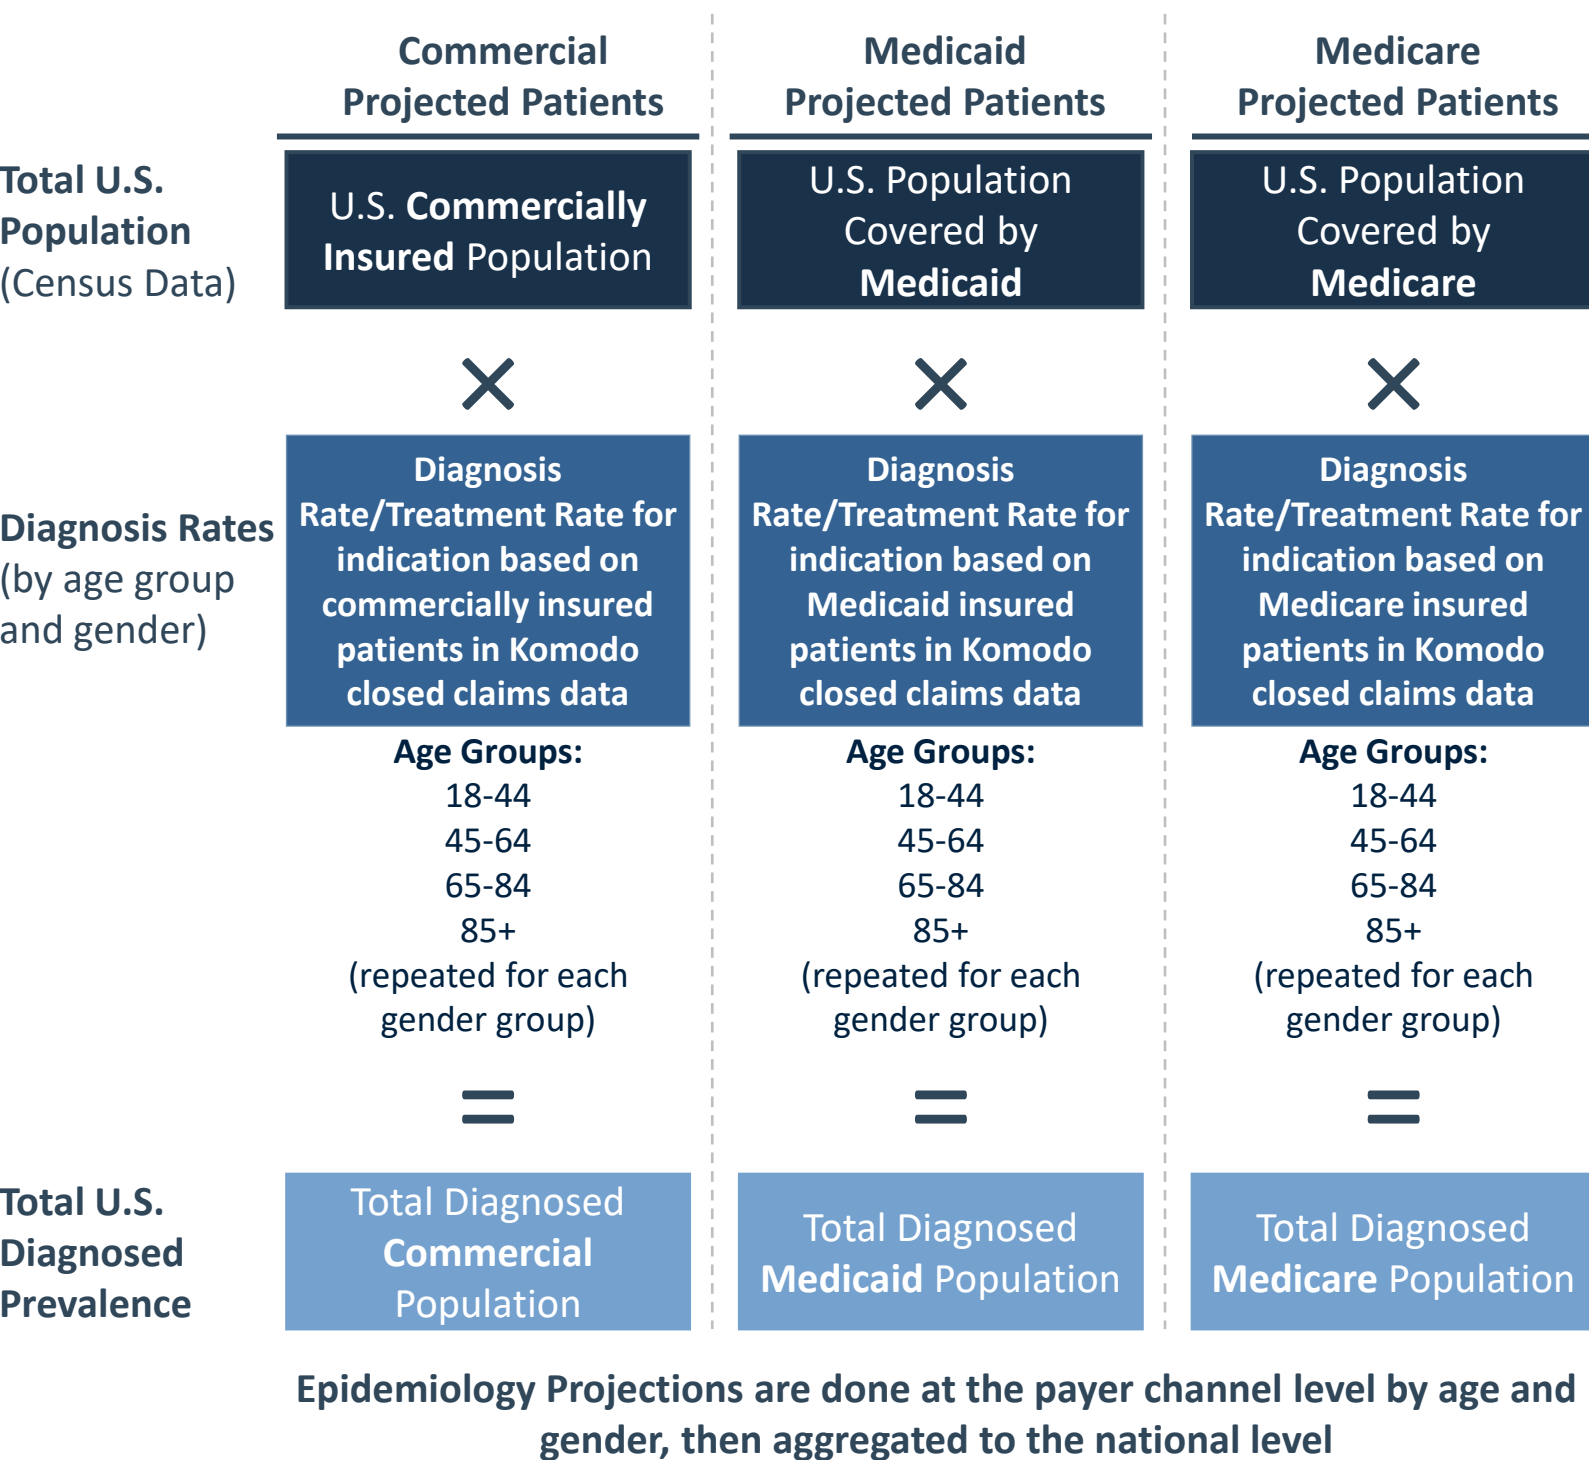 Commercial
Projected Patients
Medicaid
Projected Patients
Medicare
Projected Patients
Total U.S.
Population
(Census Data)
U.S. Commercially
Insured Population
U.S. Population
Covered by
Medicaid
U.S. Population
Covered by
Medicare
×
×
×
Diagnosis Rates
(by age group
and gender)
Diagnosis
Rate/Treatment Rate for
indication based on
commercially insured
patients in Komodo
closed claims data
Diagnosis
Rate/Treatment Rate for
indication based on
Medicaid insured
patients in Komodo
closed claims data
Diagnosis
Rate/Treatment Rate for
indication based on
Medicare insured
patients in Komodo
closed claims data
Age Groups:
18-44
45-64
65-84
85+
(repeated for each
gender group)
Age Groups:
18-44
45-64
65-84
85+
(repeated for each
gender group)
Age Groups:
18-44
45-64
65-84
85+
(repeated for each
gender group)
=
=
=
Total U.S.
Diagnosed
Prevalence
Total Diagnosed
Commercial
Population
Total Diagnosed
Medicaid Population
Total Diagnosed
Medicare Population
Epidemiology Projections are done at the payer channel level by age and
gender, then aggregated to the national level